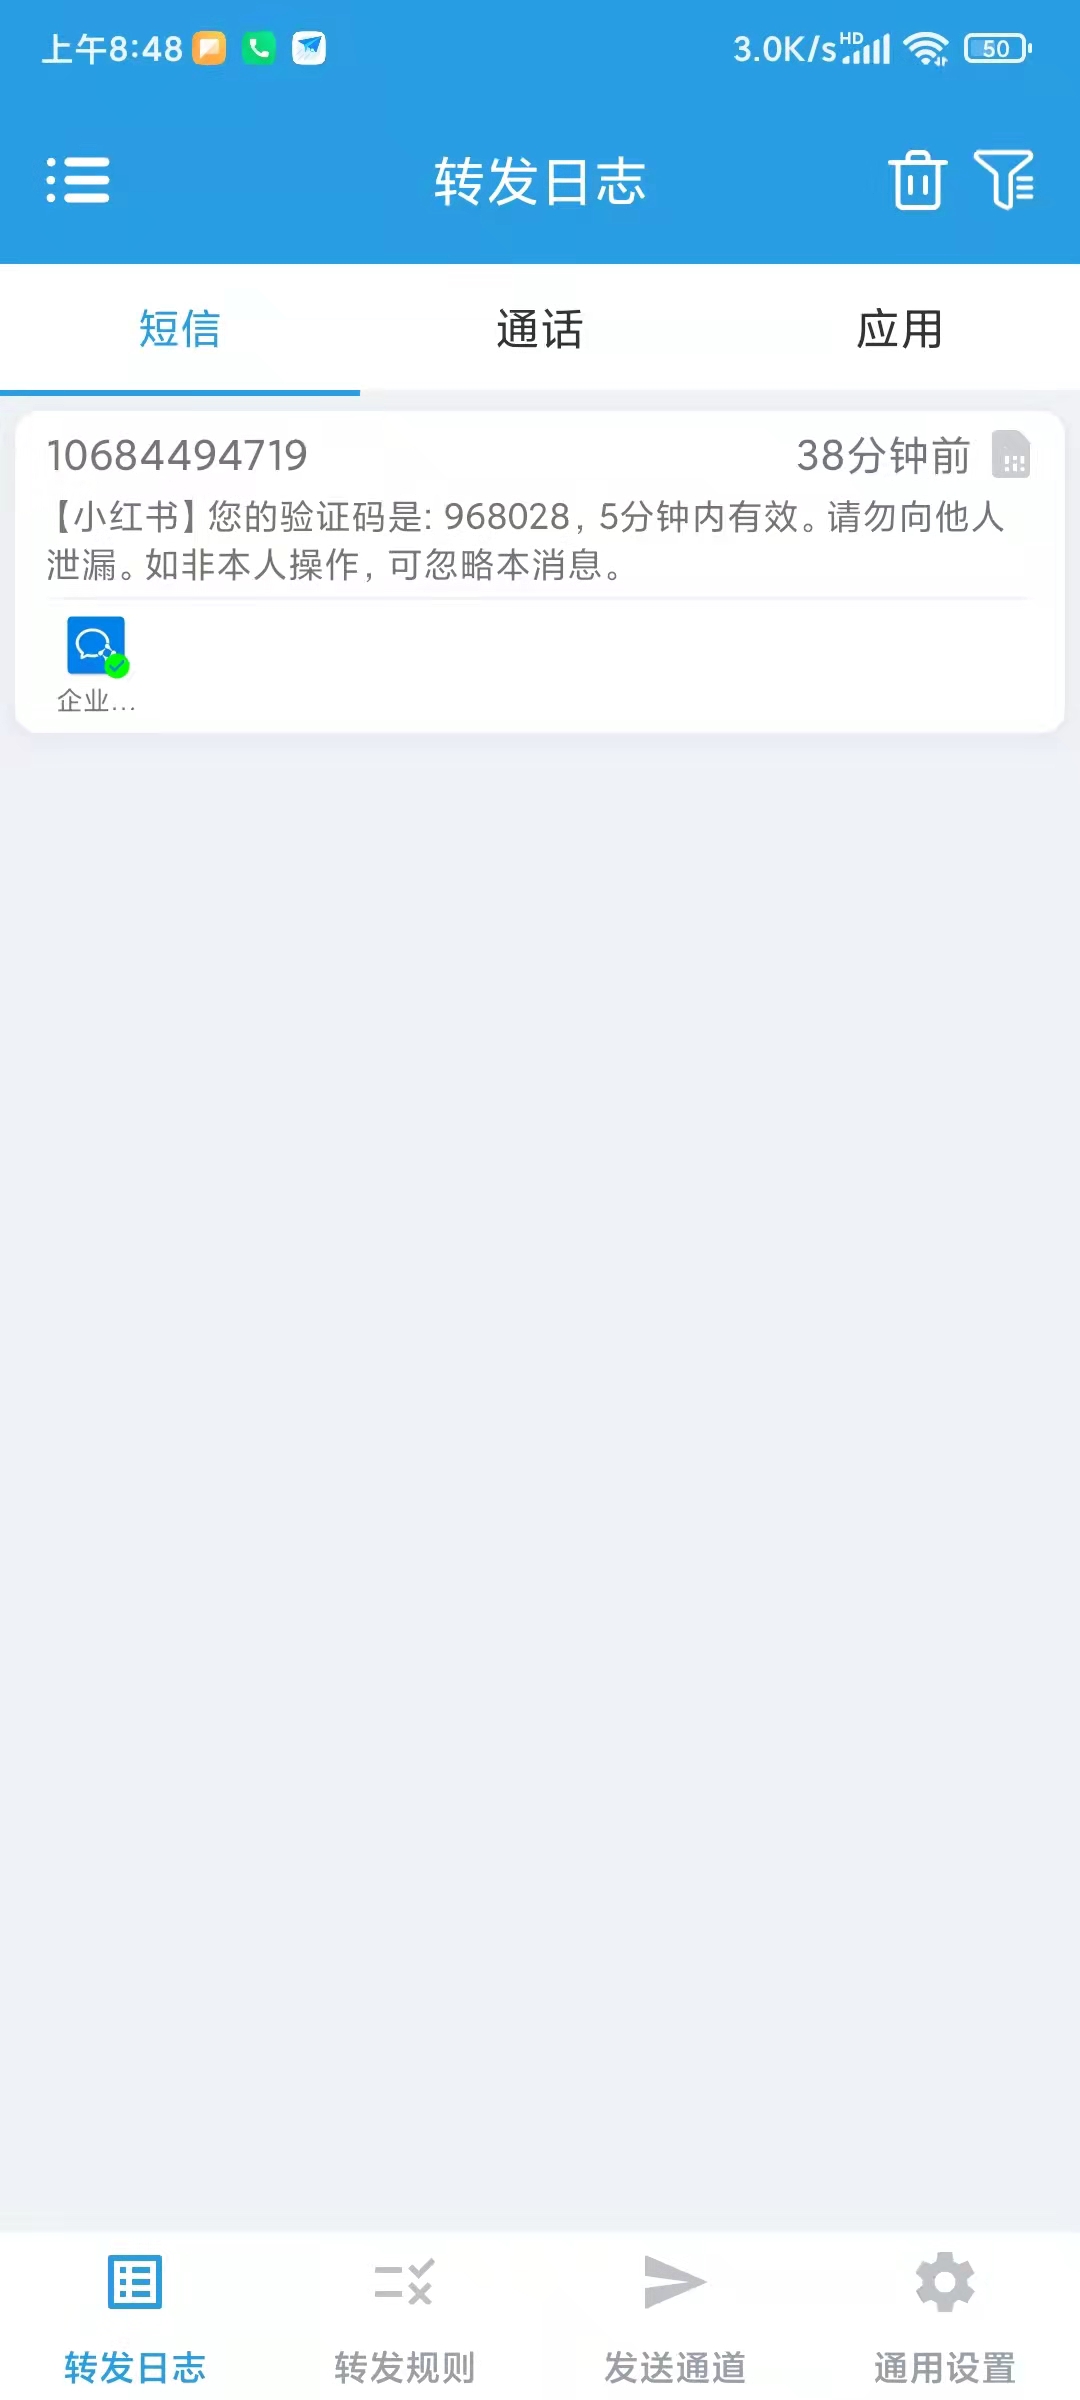 上午8:48
3.0K/s HD 50
转发日志
短信 通话 应用
10684494719 38分钟前
【小红书】您的验证码是: 968028, 5分钟内有效。请勿向他人
泄漏。如非本人操作, 可忽略本消息。
企业...
转发日志 转发规则 发送通道 通用设置